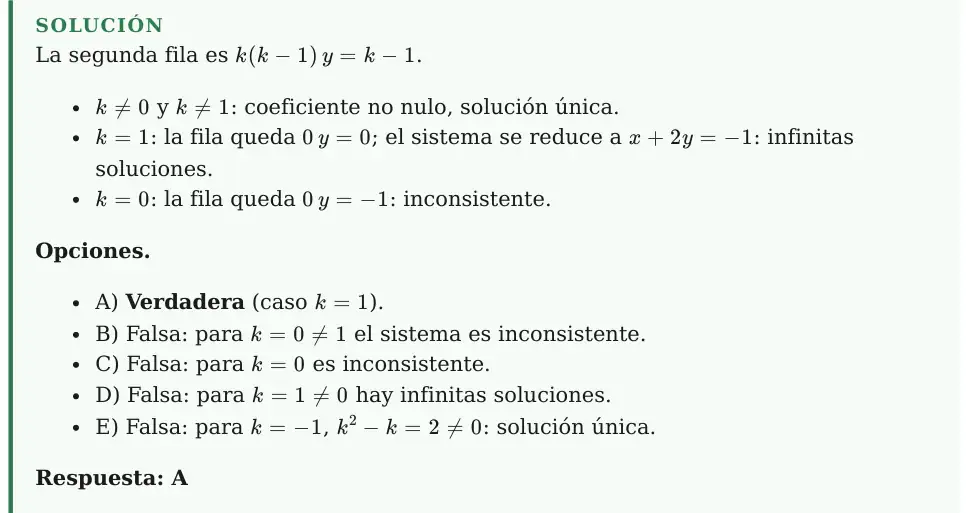 SOLUCIÓN
La segunda fila es k(k − 1) y = k − 1.
• k ≠ 0 y k ≠ 1: coeficiente no nulo, solución única.
• k = 1: la fila queda 0 y = 0; el sistema se reduce a x + 2y = −1: infinitas
soluciones.
• k = 0: la fila queda 0 y = −1: inconsistente.
Opciones.
• A) Verdadera (caso k = 1).
• B) Falsa: para k = 0 ≠ 1 el sistema es inconsistente.
• C) Falsa: para k = 0 es inconsistente.
• D) Falsa: para k = 1 ≠ 0 hay infinitas soluciones.
• E) Falsa: para k = −1, k² − k = 2 ≠ 0: solución única.
Respuesta: A